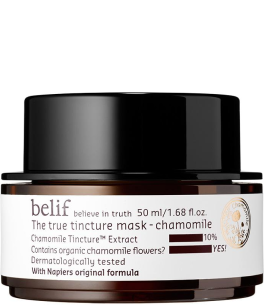 belif believe in truth 50 ml/1.68 fl.oz.
The true tincture mask-chamomile
Chamomile Tincture™ Extract 10%
Contains organic chamomile flowers? YES!
Dermatologically tested
With Napiers original formula